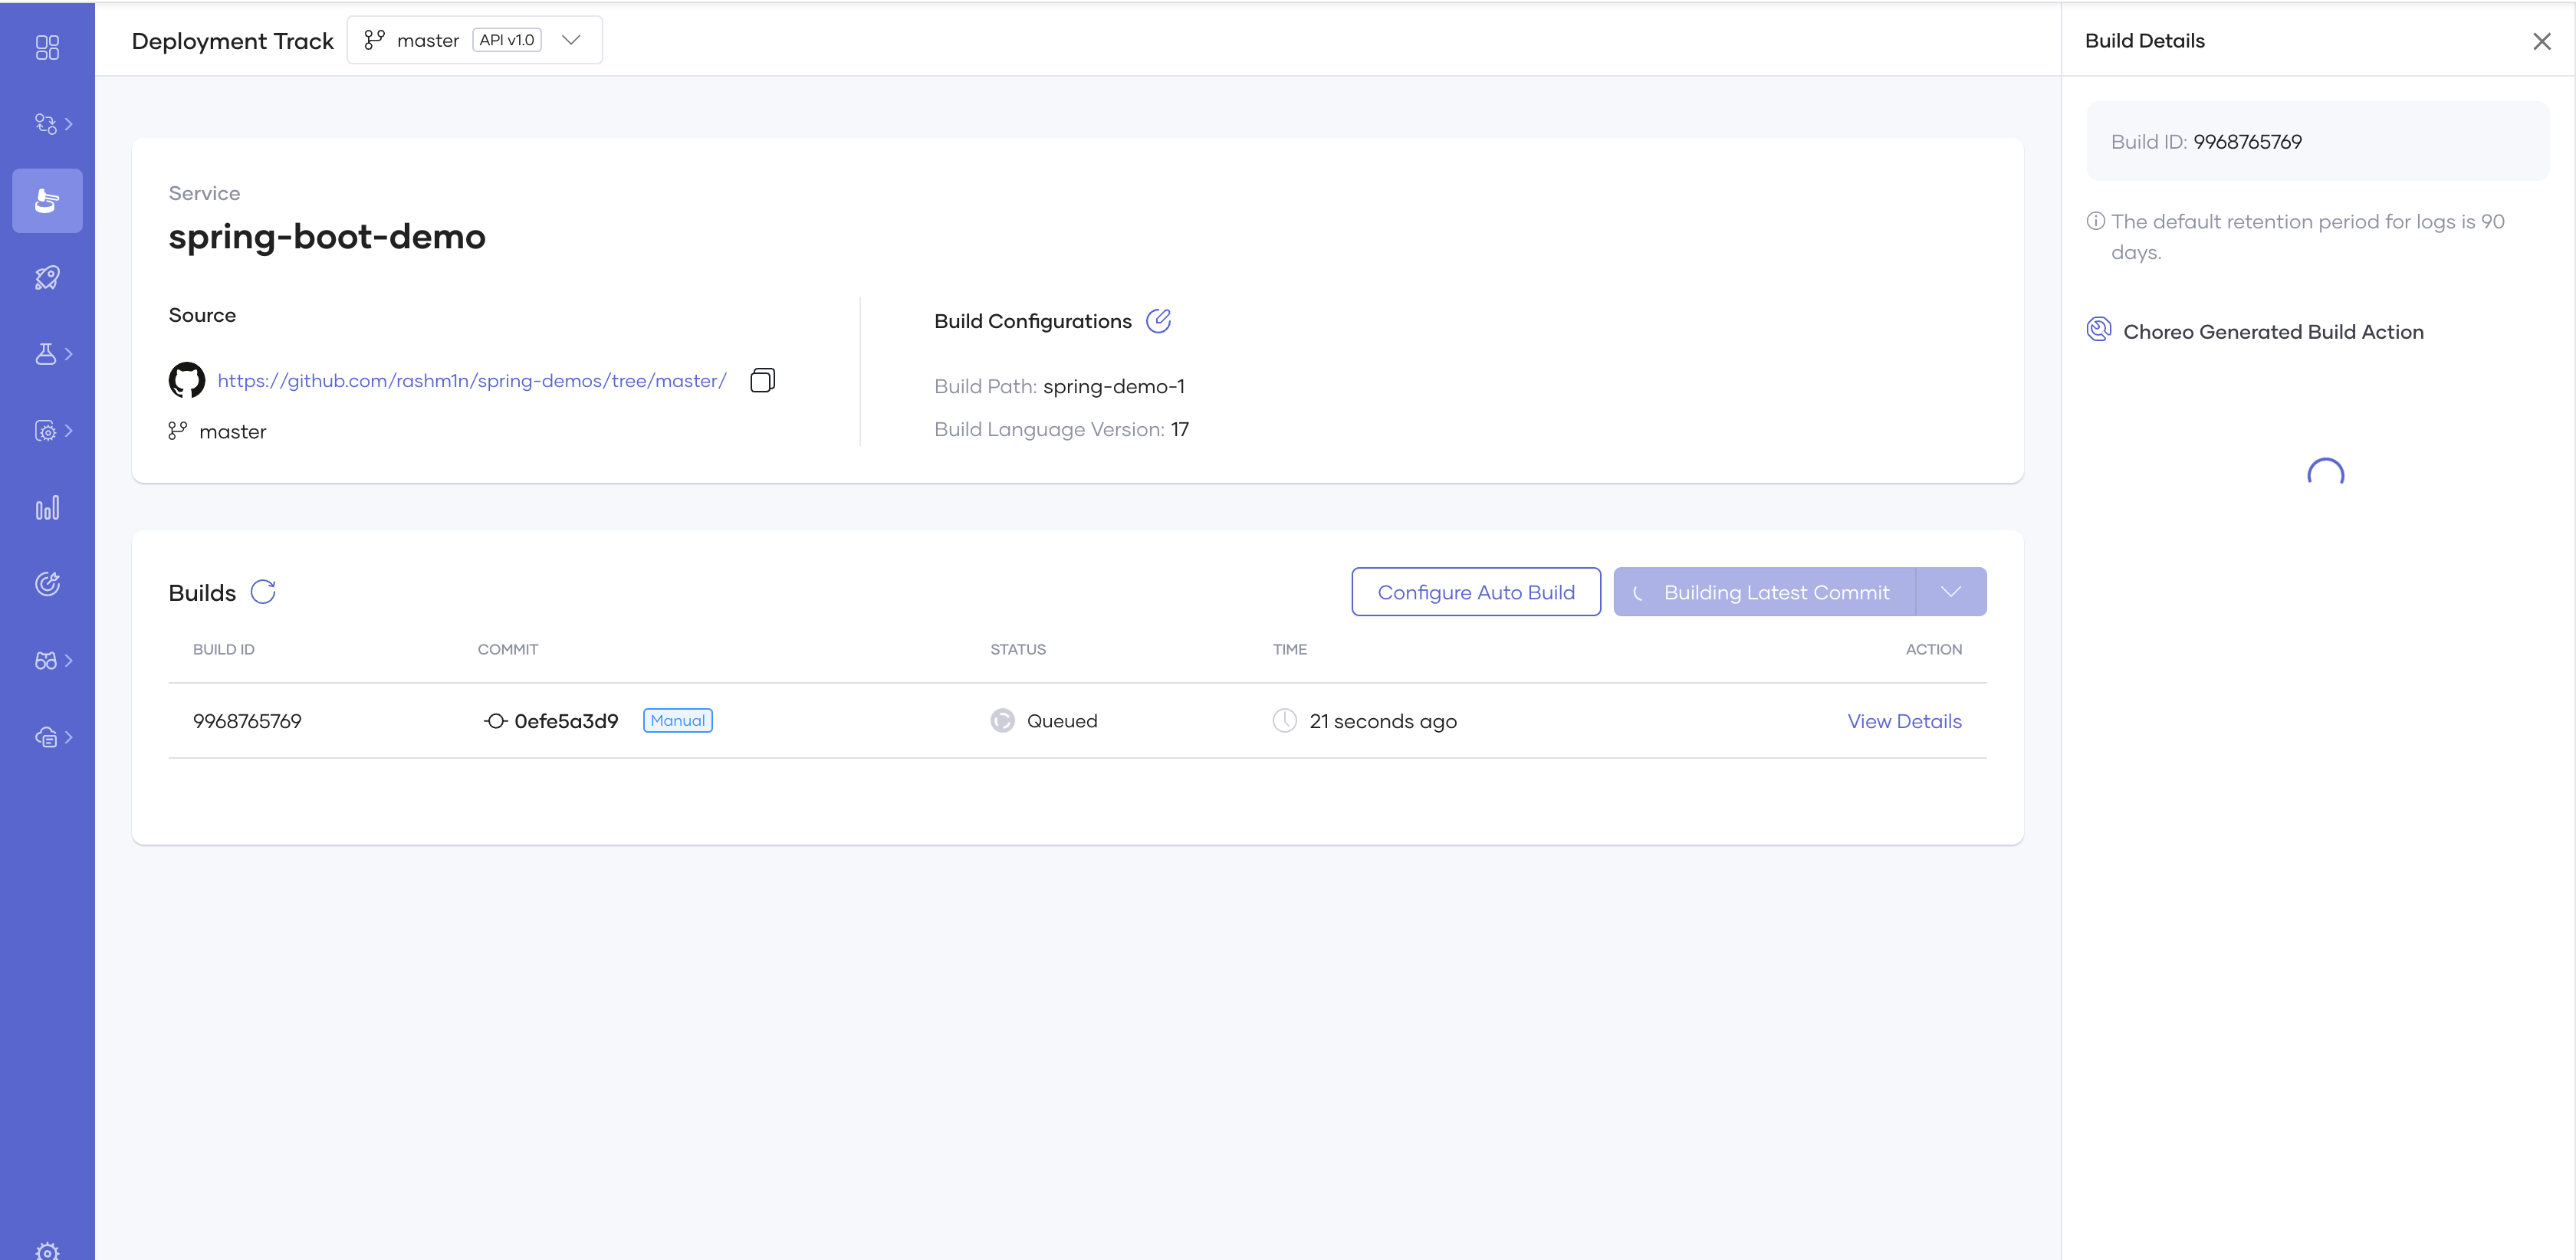 Deployment Track
master API v1.0
Service
spring-boot-demo
Source
https://github.com/rashm1n/spring-demos/tree/master/
master
Build Configurations
Build Path: spring-demo-1
Build Language Version: 17
Builds
Configure Auto Build
Building Latest Commit
BUILD ID COMMIT STATUS TIME ACTION
9968765769 0efe5a3d9 Manual Queued 21 seconds ago View Details
Build Details
Build ID: 9968765769
The default retention period for logs is 90
days.
Choreo Generated Build Action